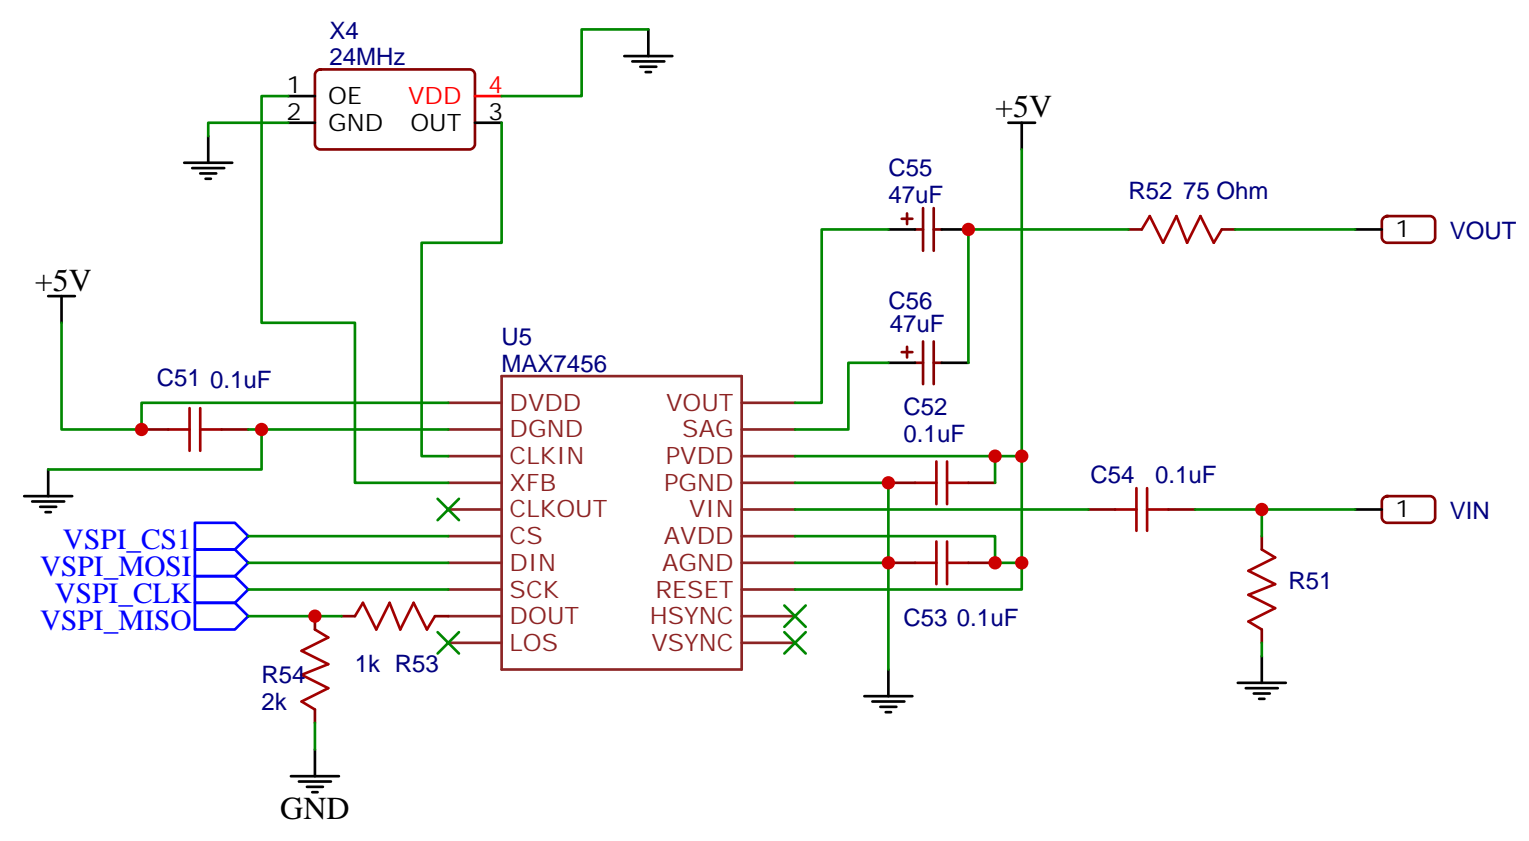 X4
24MHz
1 OE VDD 4
2 GND OUT 3
+5V
C55
47uF
R52 75 Ohm
1 VOUT
+5V
C56
47uF
U5
MAX7456
C51 0.1uF
C52
0.1uF
DVDD VOUT
DGND SAG
CLKIN PVDD
XFB PGND
CLKOUT VIN
CS AVDD
DIN AGND
SCK RESET
DOUT HSYNC
LOS VSYNC
C54 0.1uF
1 VIN
VSPI_CS1
VSPI_MOSI
VSPI_CLK
VSPI_MISO
R51
C53 0.1uF
1k R53
R54
2k
GND